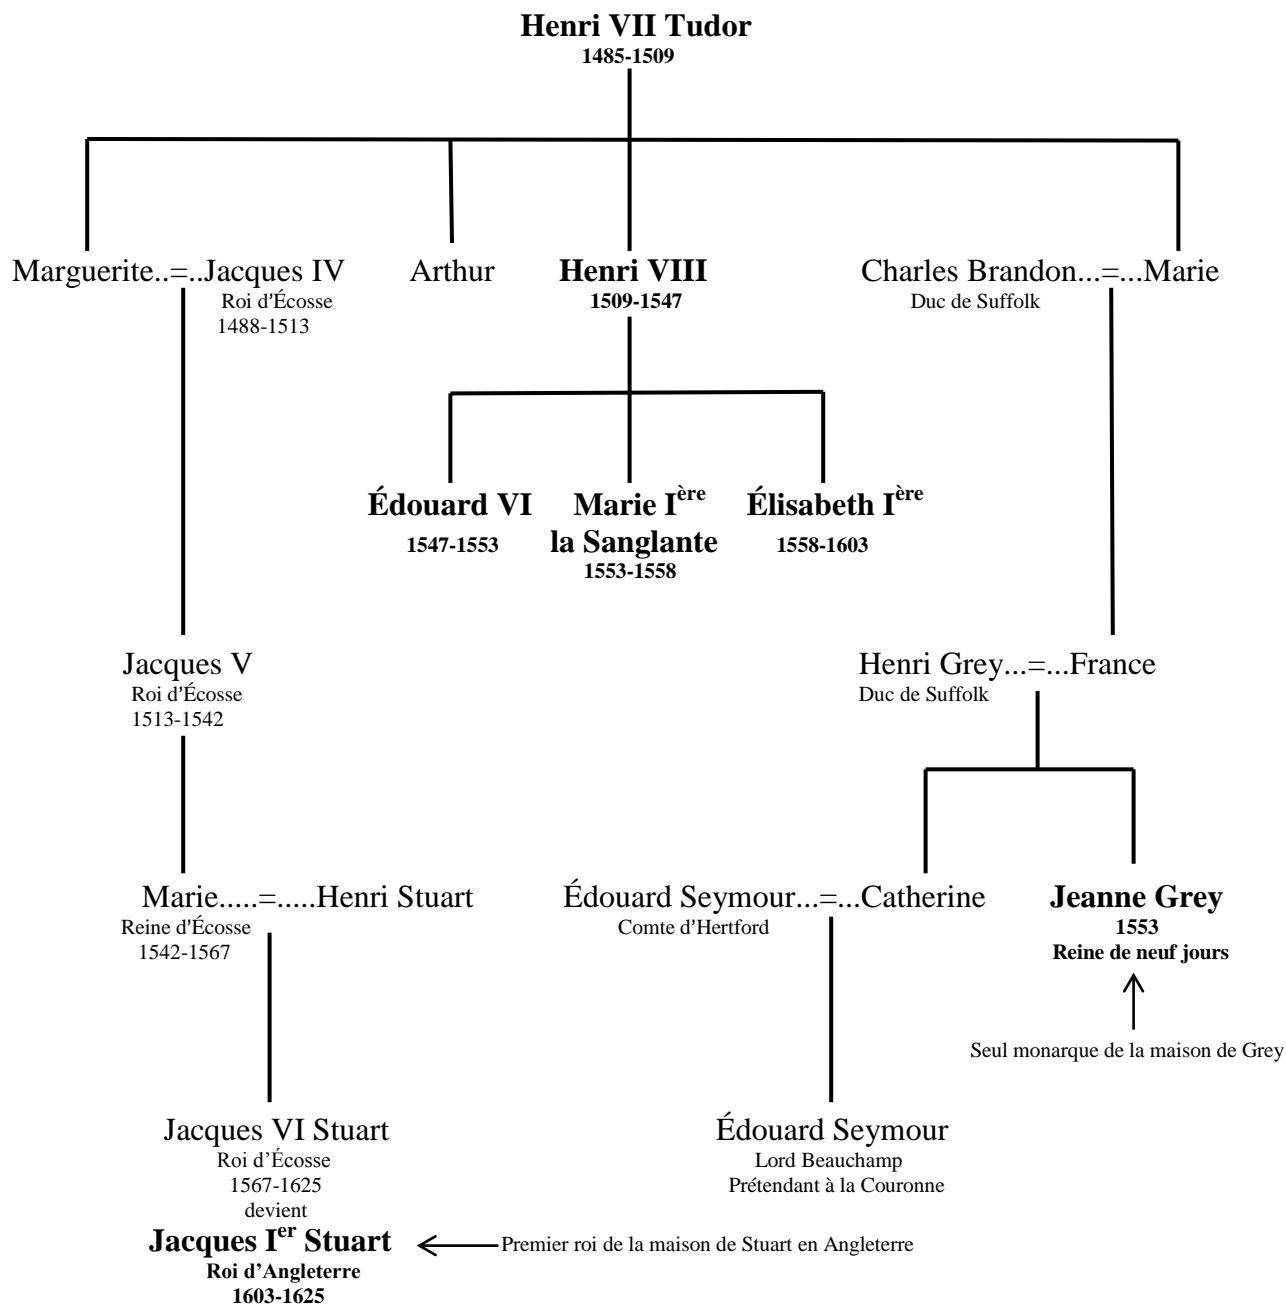 Henri VII Tudor
1485-1509
Marguerite..=..Jacques IV
Roi d'Écosse
1488-1513
Arthur
Henri VIII
1509-1547
Charles Brandon...=...Marie
Duc de Suffolk
Édouard VI
1547-1553
Marie Ière
la Sanglante
1553-1558
Élisabeth Ière
1558-1603
Jacques V
Roi d'Écosse
1513-1542
Henri Grey...=...France
Duc de Suffolk
Marie.....=.....Henri Stuart
Reine d'Écosse
1542-1567
Édouard Seymour...=...Catherine
Comte d'Hertford
Jeanne Grey
1553
Reine de neuf jours
Seul monarque de la maison de Grey
Jacques VI Stuart
Roi d'Écosse
1567-1625
devient
Jacques Ier Stuart
Roi d'Angleterre
1603-1625
Premier roi de la maison de Stuart en Angleterre
Édouard Seymour
Lord Beauchamp
Prétendant à la Couronne